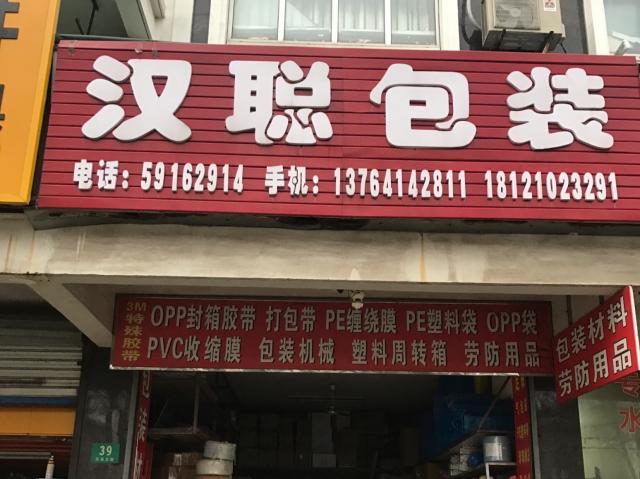 汉聪包装
电话：59162914 手机：13764142811 18121023291
3M特殊胶带
OPP封箱胶带 打包带 PE缠绕膜 PE塑料袋 OPP袋
PVC收缩膜 包装机械 塑料周转箱 劳防用品
包装材料
劳防用品
39
包装材